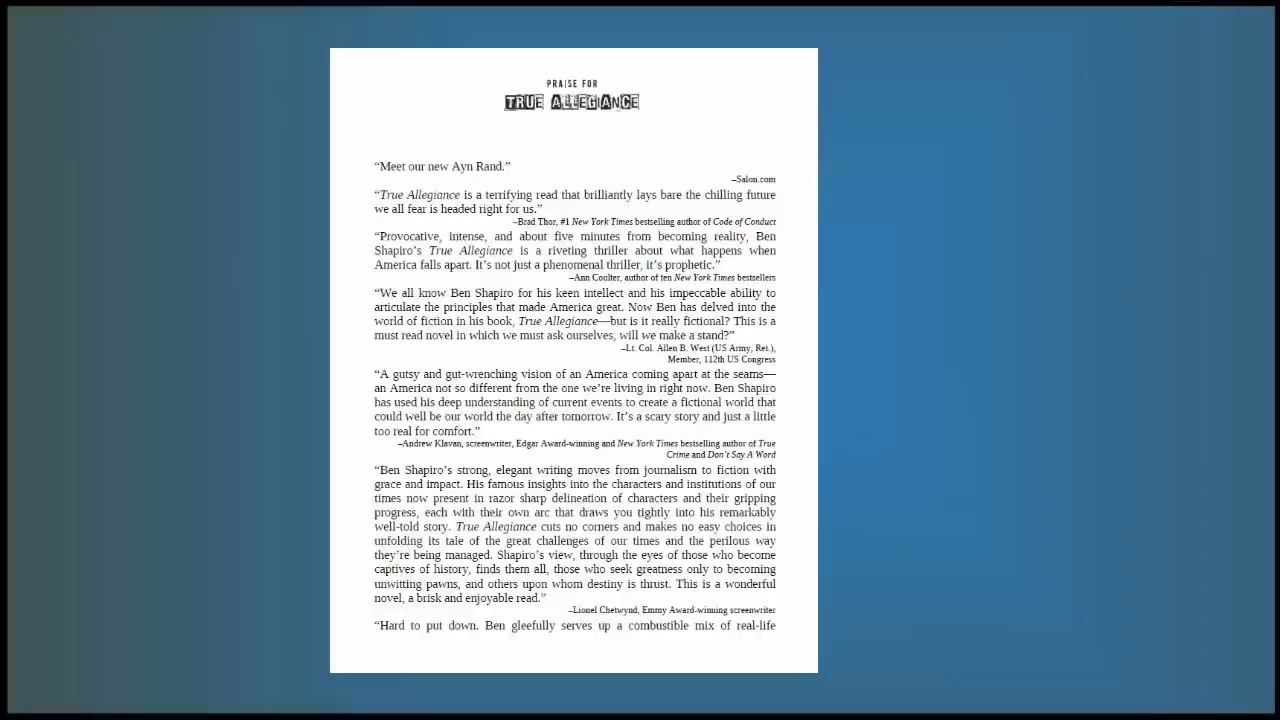 PRAISE FOR
TRUE ALLEGIANCE
“Meet our new Ayn Rand.”
–Salon.com
“True Allegiance is a terrifying read that brilliantly lays bare the chilling future
we all fear is headed right for us.”
–Brad Thor, #1 New York Times bestselling author of Code of Conduct
“Provocative, intense, and about five minutes from becoming reality, Ben
Shapiro’s True Allegiance is a riveting thriller about what happens when
America falls apart. It’s not just a phenomenal thriller, it’s prophetic.”
–Ann Coulter, author of ten New York Times bestsellers
“We all know Ben Shapiro for his keen intellect and his impeccable ability to
articulate the principles that made America great. Now Ben has delved into the
world of fiction in his book, True Allegiance—but is it really fictional? This is a
must read novel in which we must ask ourselves, will we make a stand?”
–Lt. Col. Allen B. West (US Army, Ret.),
Member, 112th US Congress
“A gutsy and gut-wrenching vision of an America coming apart at the seams—
an America not so different from the one we’re living in right now. Ben Shapiro
has used his deep understanding of current events to create a fictional world that
could well be our world the day after tomorrow. It’s a scary story and just a little
too real for comfort.”
–Andrew Klavan, screenwriter, Edgar Award-winning and New York Times bestselling author of True
Crime and Don’t Say A Word
“Ben Shapiro’s strong, elegant writing moves from journalism to fiction with
grace and impact. His famous insights into the characters and institutions of our
times now present in razor sharp delineation of characters and their gripping
progress, each with their own arc that draws you tightly into his remarkably
well-told story. True Allegiance cuts no corners and makes no easy choices in
unfolding its tale of the great challenges of our times and the perilous way
they’re being managed. Shapiro’s view, through the eyes of those who become
captives of history, finds them all, those who seek greatness only to becoming
unwitting pawns, and others upon whom destiny is thrust. This is a wonderful
novel, a brisk and enjoyable read.”
–Lionel Chetwynd, Emmy Award-winning screenwriter
“Hard to put down. Ben gleefully serves up a combustible mix of real-life